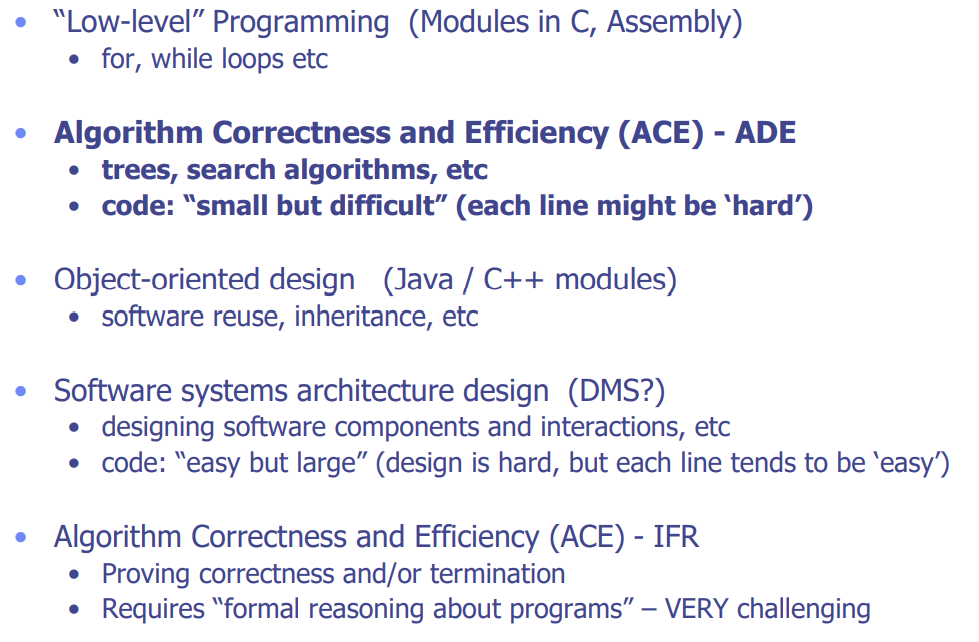 “Low-level” Programming (Modules in C, Assembly)
for, while loops etc
Algorithm Correctness and Efficiency (ACE) - ADE
trees, search algorithms, etc
code: “small but difficult” (each line might be ‘hard’)
Object-oriented design (Java / C++ modules)
software reuse, inheritance, etc
Software systems architecture design (DMS?)
designing software components and interactions, etc
code: “easy but large” (design is hard, but each line tends to be ‘easy’)
Algorithm Correctness and Efficiency (ACE) - IFR
Proving correctness and/or termination
Requires “formal reasoning about programs” – VERY challenging